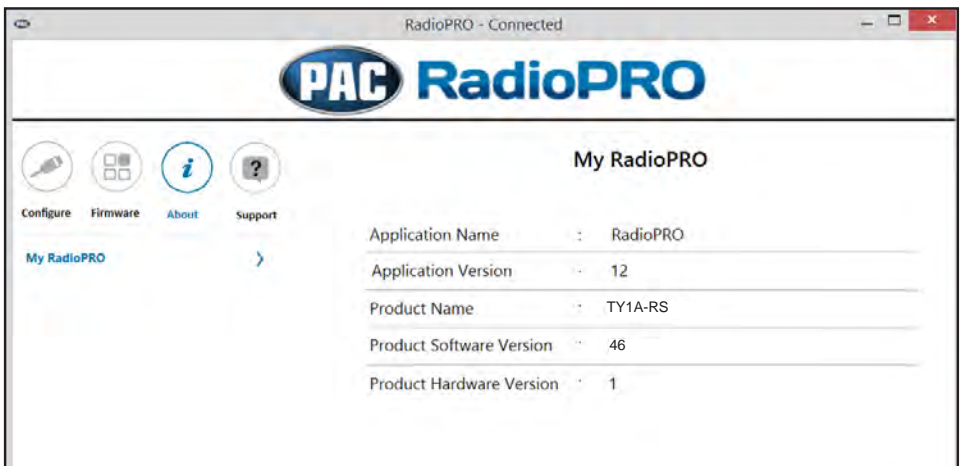 RadioPRO - Connected
PAC RadioPRO
Configure Firmware About Support
My RadioPRO
My RadioPRO
Application Name : RadioPRO
Application Version : 12
Product Name : TY1A-RS
Product Software Version : 46
Product Hardware Version : 1